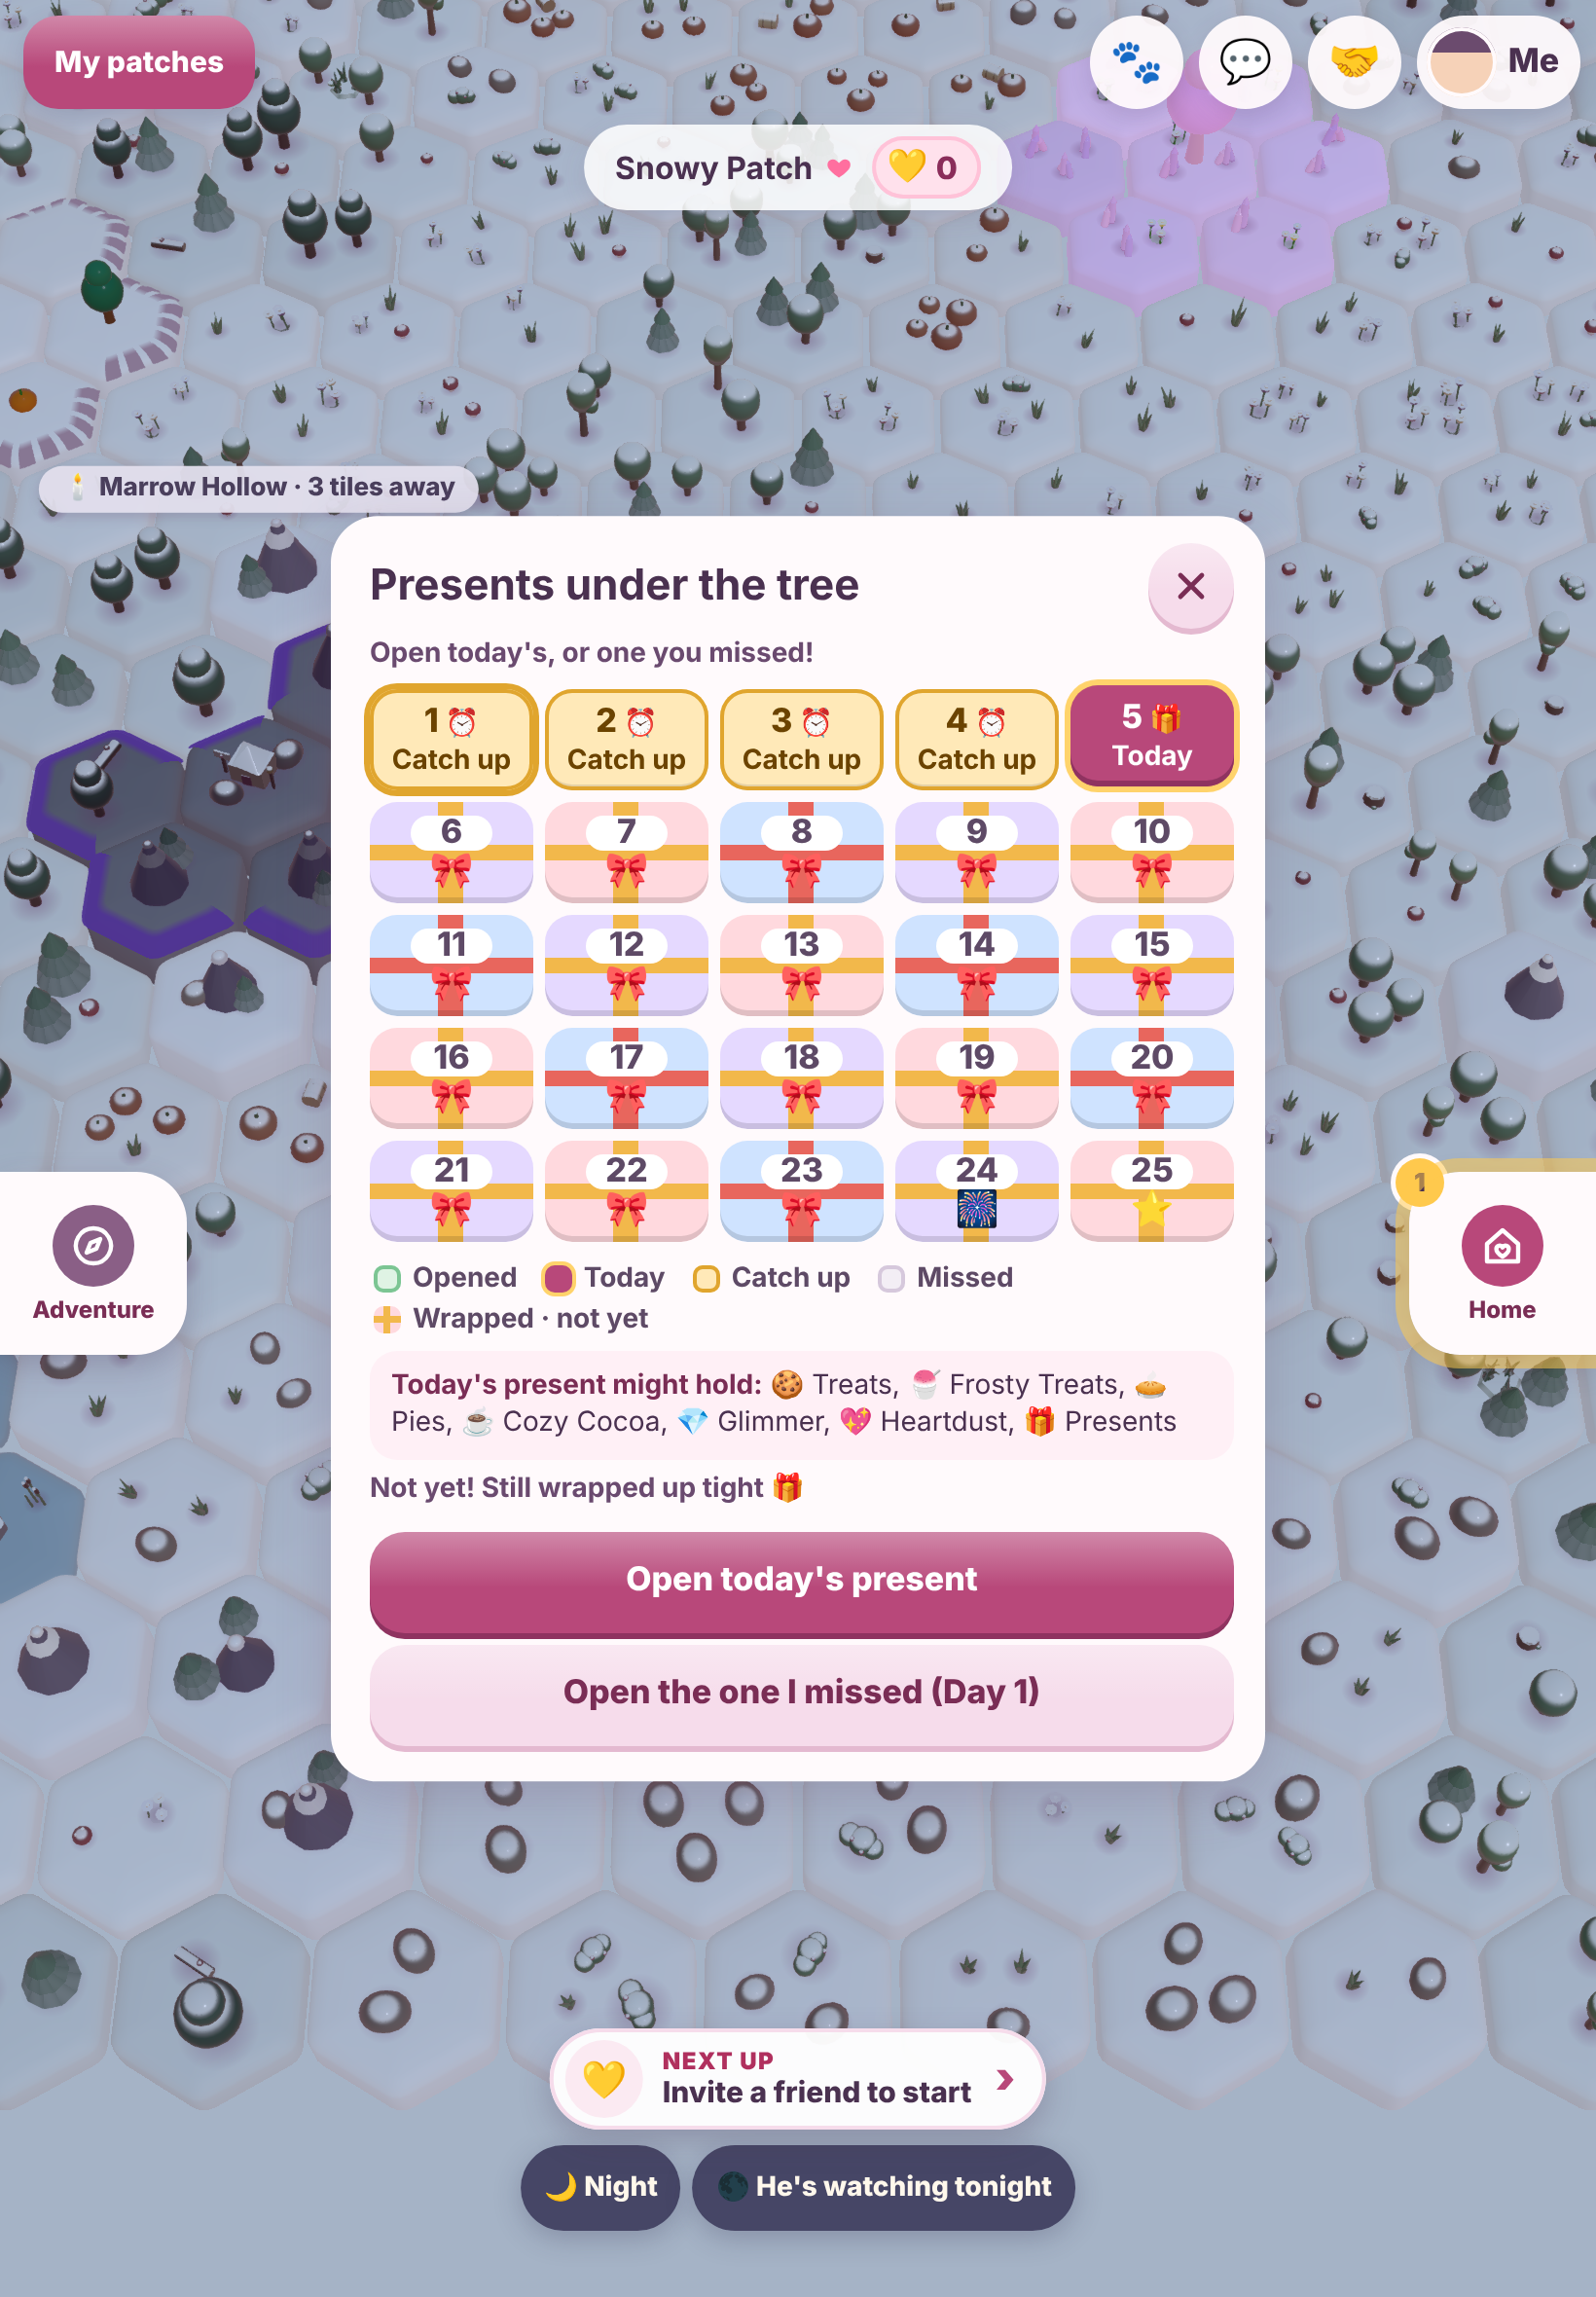 My patches
Me
Snowy Patch
0
Marrow Hollow · 3 tiles away
Presents under the tree
Open today's, or one you missed!
1 Catch up
2 Catch up
3 Catch up
4 Catch up
5 Today
6 7 8 9 10
11 12 13 14 15
16 17 18 19 20
21 22 23 24 25
Opened Today Catch up Missed
Wrapped · not yet
Today's present might hold: Treats, Frosty Treats,
Pies, Cozy Cocoa, Glimmer, Heartdust, Presents
Not yet! Still wrapped up tight
Open today's present
Open the one I missed (Day 1)
Adventure
1
Home
NEXT UP
Invite a friend to start
Night
He's watching tonight